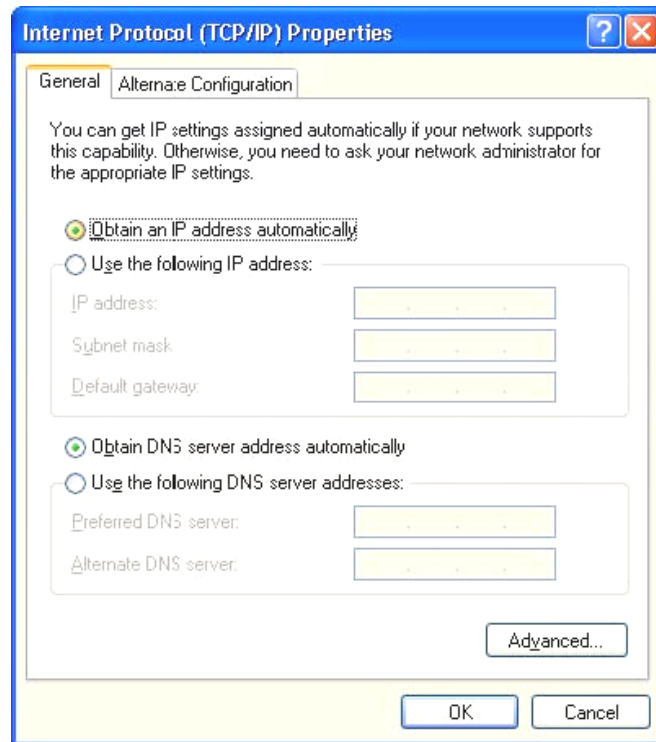 Internet Protocol (TCP/IP) Properties
General
Alternate Configuration
You can get IP settings assigned automatically if your network supports
this capability. Otherwise, you need to ask your network administrator for
the appropriate IP settings.
Obtain an IP address automatically
Use the following IP address:
IP address:
Subnet mask
Default gateway:
Obtain DNS server address automatically
Use the following DNS server addresses:
Preferred DNS server:
Alternate DNS server:
Advanced...
OK
Cancel